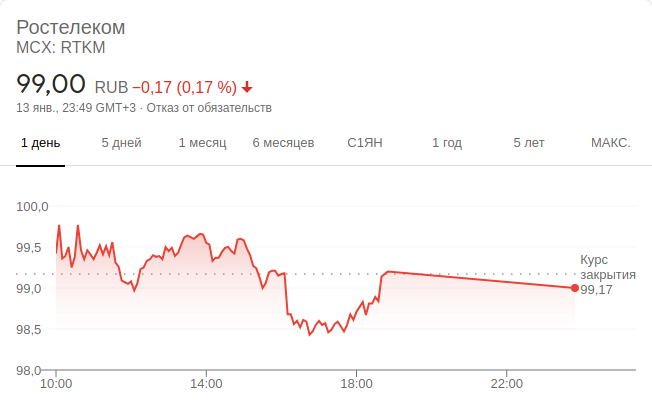 Ростелеком
MCX: RTKM
99,00 RUB −0,17 (0,17 %)
13 янв., 23:49 GMT+3 · Отказ от обязательств
1 день 5 дней 1 месяц 6 месяцев С1ЯН 1 год 5 лет МАКС.
100,0
99,5
99,0
98,5
98,0
Курс
закрытия
99,17
10:00 14:00 18:00 22:00